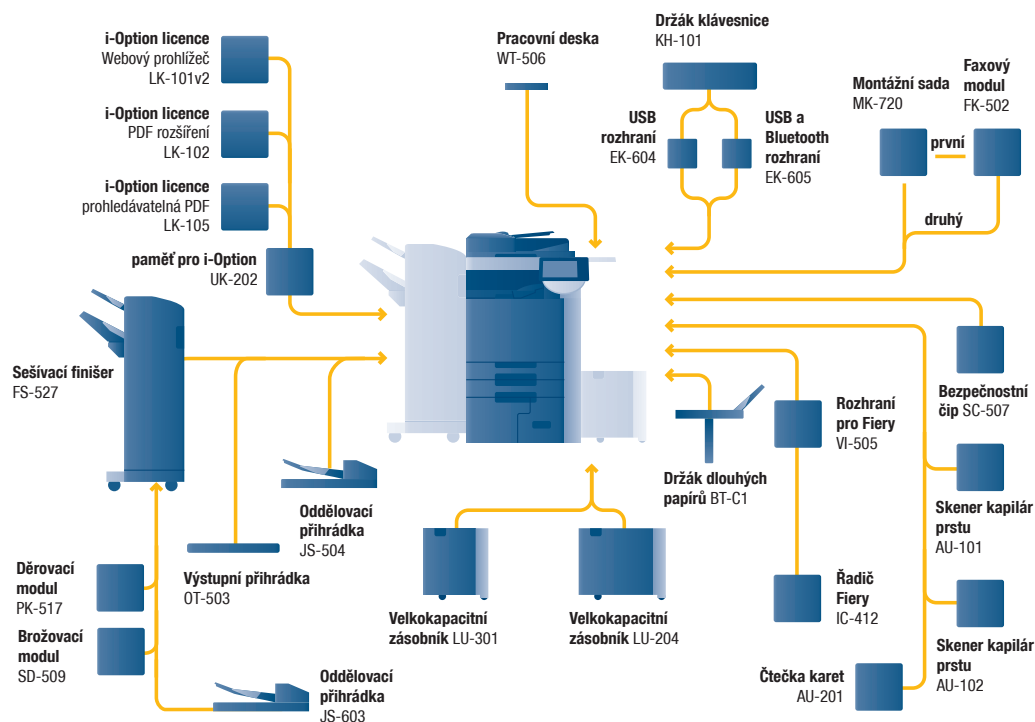 i-Option licence
Webový prohlížeč
LK-101v2
i-Option licence
PDF rozšíření
LK-102
i-Option licence
prohledávatelná PDF
LK-105
paměť pro i-Option
UK-202
Pracovní deska
WT-506
Držák klávesnice
KH-101
USB
rozhraní
EK-604
USB a
Bluetooth
rozhraní
EK-605
Montážní sada
MK-720
Faxový
modul
FK-502
první
druhý
Sešívací finišer
FS-527
Oddělovací
přihrádka
JS-504
Výstupní přihrádka
OT-503
Děrovací
modul
PK-517
Brožovací
modul
SD-509
Oddělovací
přihrádka
JS-603
Velkokapacitní
zásobník LU-301
Velkokapacitní
zásobník LU-204
Držák dlouhých
papírů BT-C1
Rozhraní
pro Fiery
VI-505
Řadič
Fiery
IC-412
Bezpečnostní
čip SC-507
Skener kapilár
prstu
AU-101
Skener kapilár
prstu
AU-102
Čtečka karet
AU-201